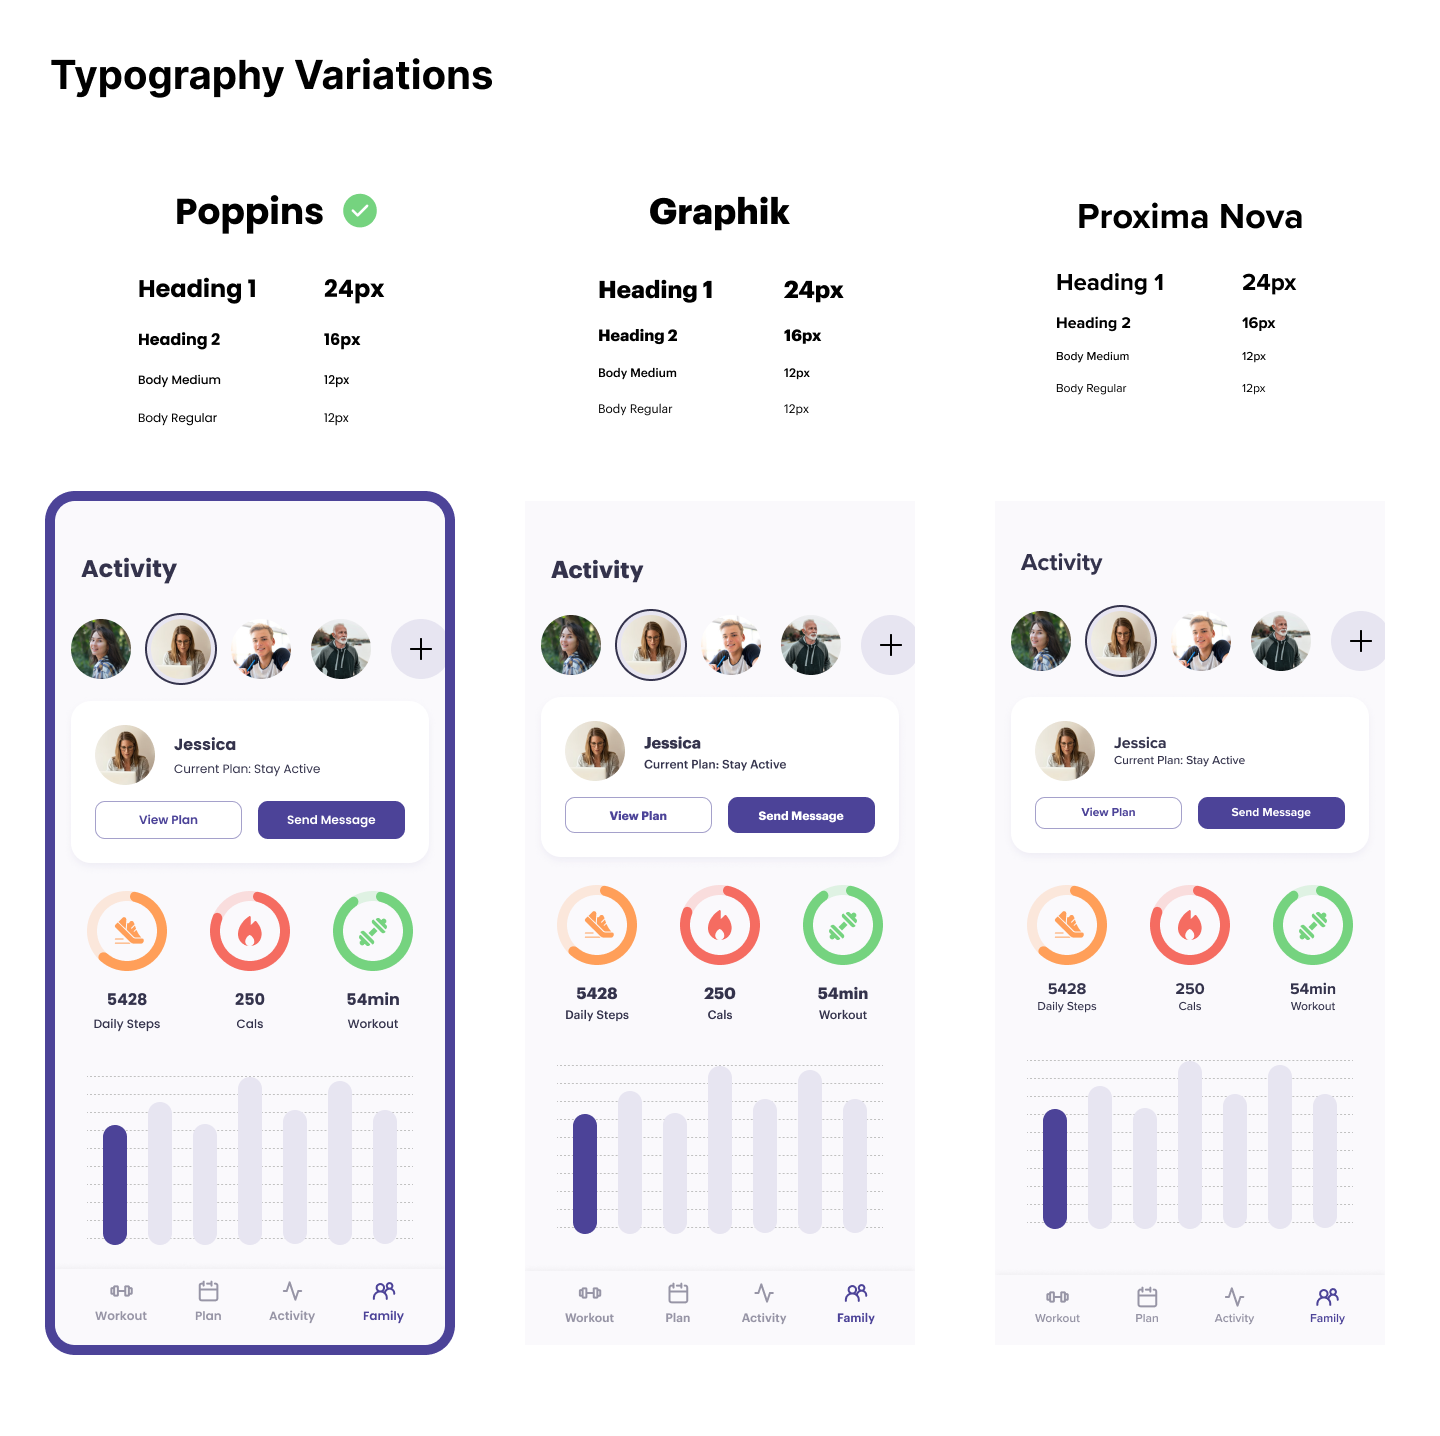 Typography Variations
Poppins
Heading 1 24px
Heading 2 16px
Body Medium 12px
Body Regular 12px
Graphik
Heading 1 24px
Heading 2 16px
Body Medium 12px
Body Regular 12px
Proxima Nova
Heading 1 24px
Heading 2 16px
Body Medium 12px
Body Regular 12px
Activity
Jessica
Current Plan: Stay Active
View Plan Send Message
5428 250 54min
Daily Steps Cals Workout
Workout Plan Activity Family
Activity
Jessica
Current Plan: Stay Active
View Plan Send Message
5428 250 54min
Daily Steps Cals Workout
Workout Plan Activity Family
Activity
Jessica
Current Plan: Stay Active
View Plan Send Message
5428 250 54min
Daily Steps Cals Workout
Workout Plan Activity Family